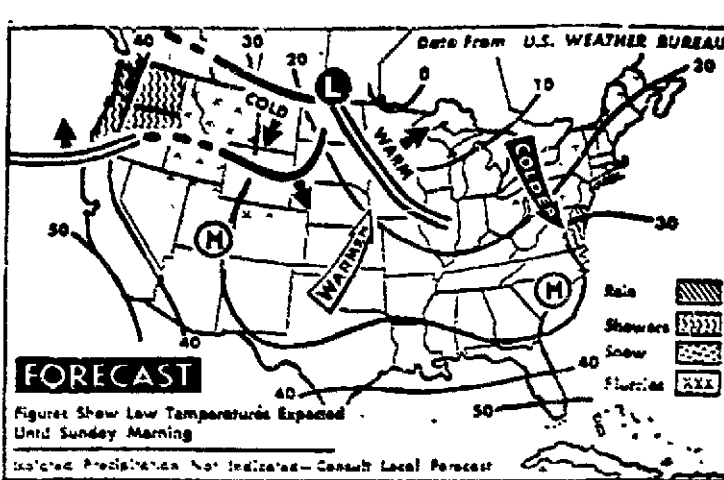 Data From U.S. WEATHER BUREAU
40
30
20
0
10
20
L
COLD
WARM
COLDER
50
H
WARMER
30
H
Rain
Showers
Snow
Flurries
XXX
40
40
40
50
FORECAST
Figures Show Low Temperatures Expected
Until Sunday Morning
Isolated Precipitation Not Indicated—Consult Local Forecast